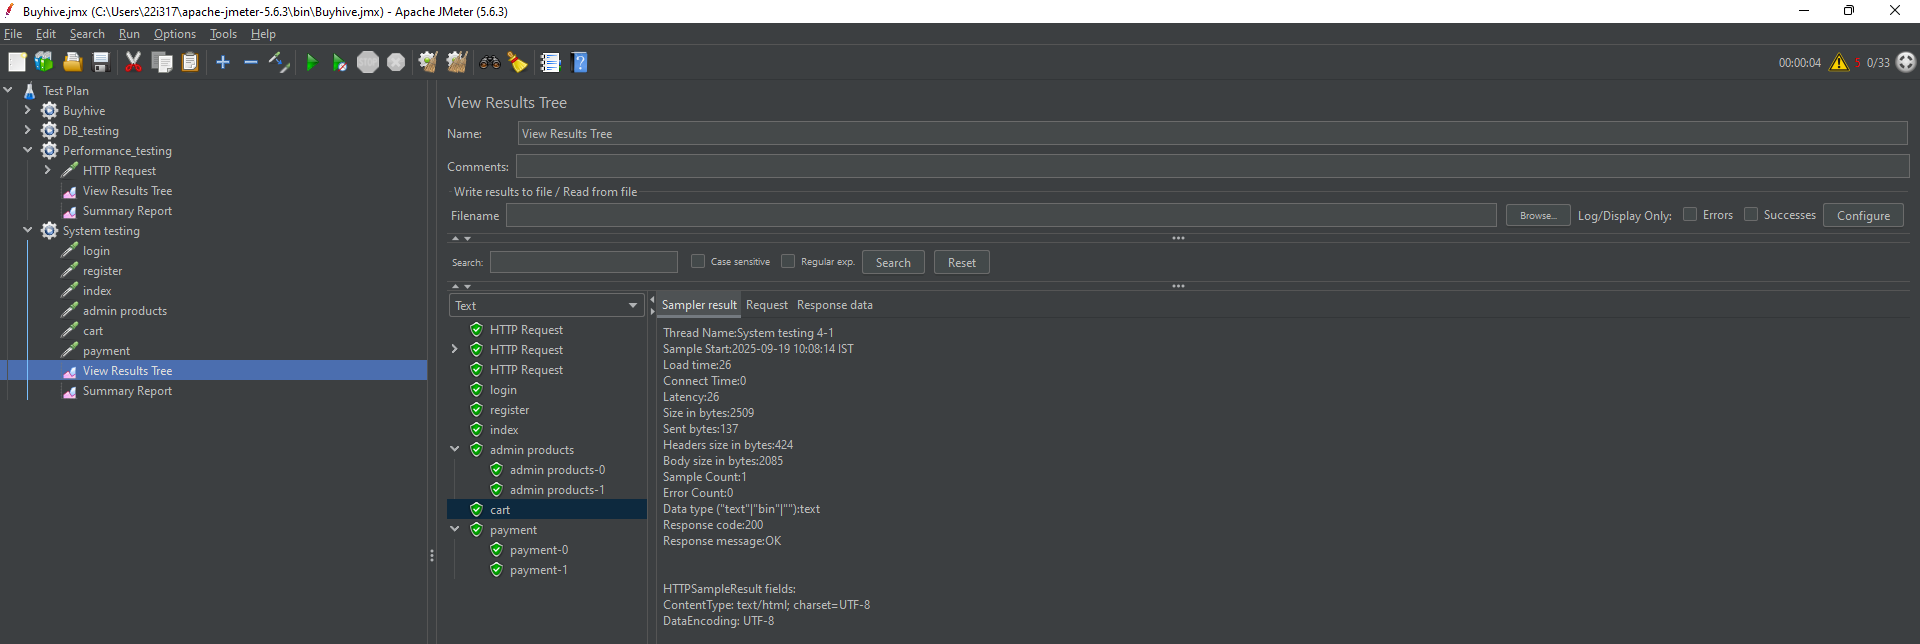 Buyhive.jmx (C:\Users\22i317\apache-jmeter-5.6.3\bin\Buyhive.jmx) - Apache JMeter (5.6.3)
File Edit Search Run Options Tools Help
STOP
00:00:04 5 0/33
Test Plan
Buyhive
DB_testing
Performance_testing
HTTP Request
View Results Tree
Summary Report
System testing
login
register
index
admin products
cart
payment
View Results Tree
Summary Report
View Results Tree
Name: View Results Tree
Comments:
Write results to file / Read from file
Filename Browse... Log/Display Only: Errors Successes Configure
Search: Case sensitive Regular exp. Search Reset
Text
HTTP Request
HTTP Request
HTTP Request
login
register
index
admin products
admin products-0
admin products-1
cart
payment
payment-0
payment-1
Sampler result Request Response data
Thread Name:System testing 4-1
Sample Start:2025-09-19 10:08:14 IST
Load time:26
Connect Time:0
Latency:26
Size in bytes:2509
Sent bytes:137
Headers size in bytes:424
Body size in bytes:2085
Sample Count:1
Error Count:0
Data type ("text"|"bin"|""):text
Response code:200
Response message:OK
HTTPSampleResult fields:
ContentType: text/html; charset=UTF-8
DataEncoding: UTF-8